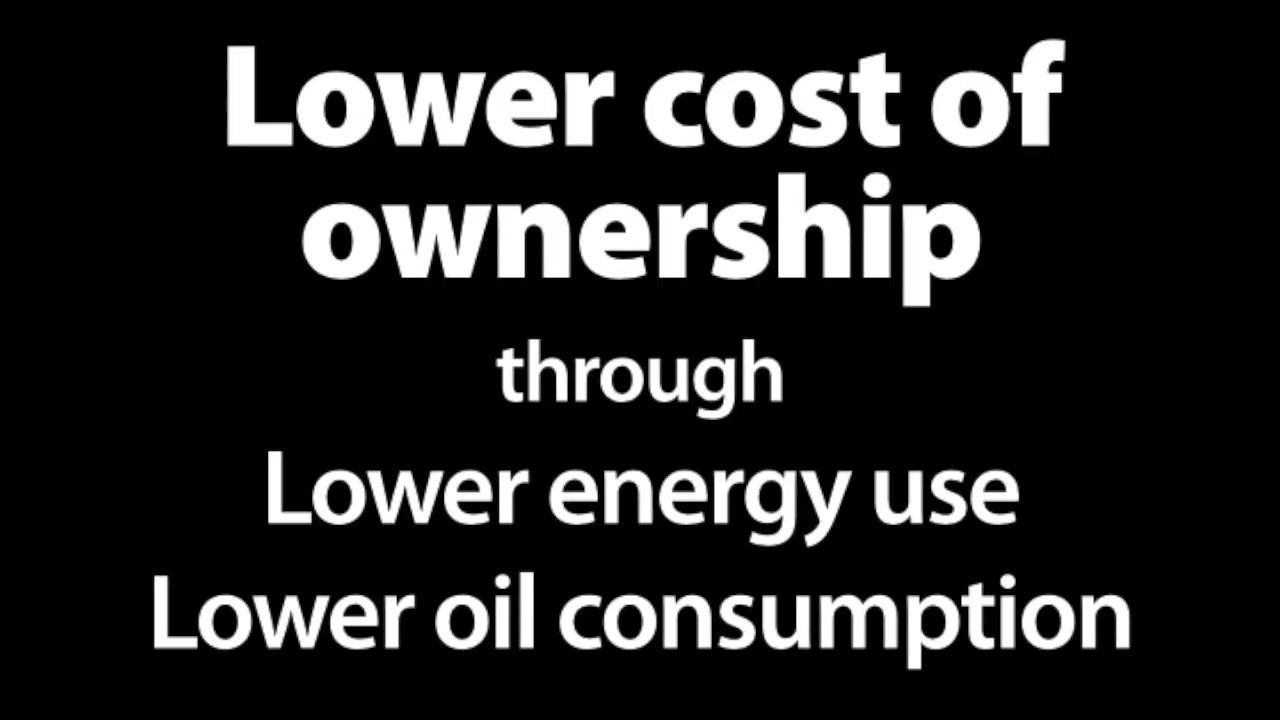 Lower cost of
ownership
through
Lower energy use
Lower oil consumption